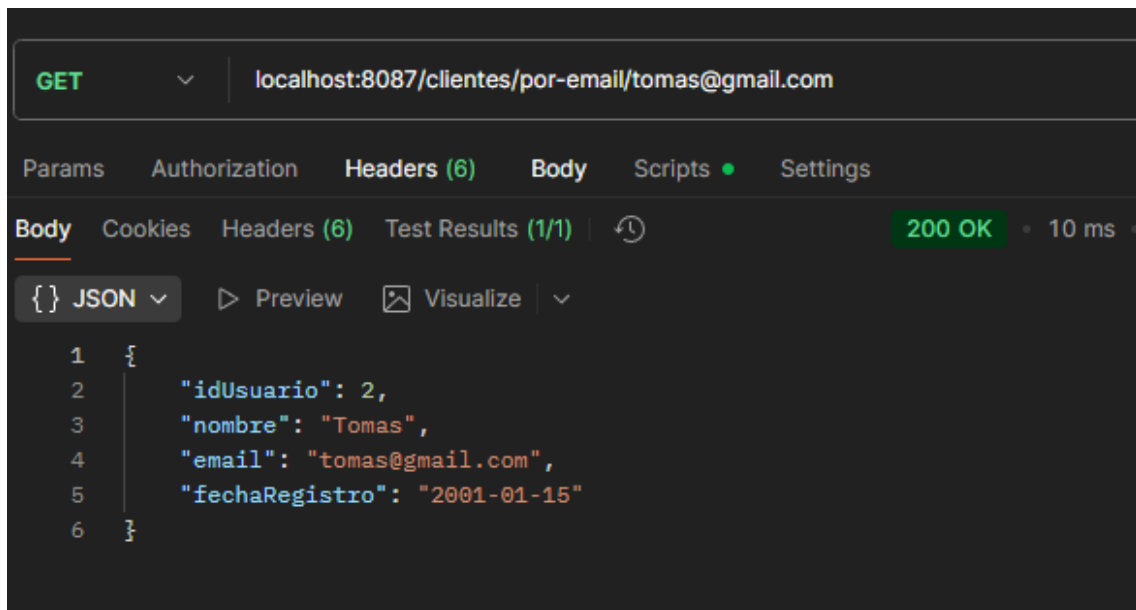 GET localhost:8087/clientes/por-email/tomas@gmail.com
Params Authorization Headers (6) Body Scripts Settings
Body Cookies Headers (6) Test Results (1/1) 200 OK • 10 ms
{} JSON Preview Visualize
1 {
2 "idUsuario": 2,
3 "nombre": "Tomas",
4 "email": "tomas@gmail.com",
5 "fechaRegistro": "2001-01-15"
6 }